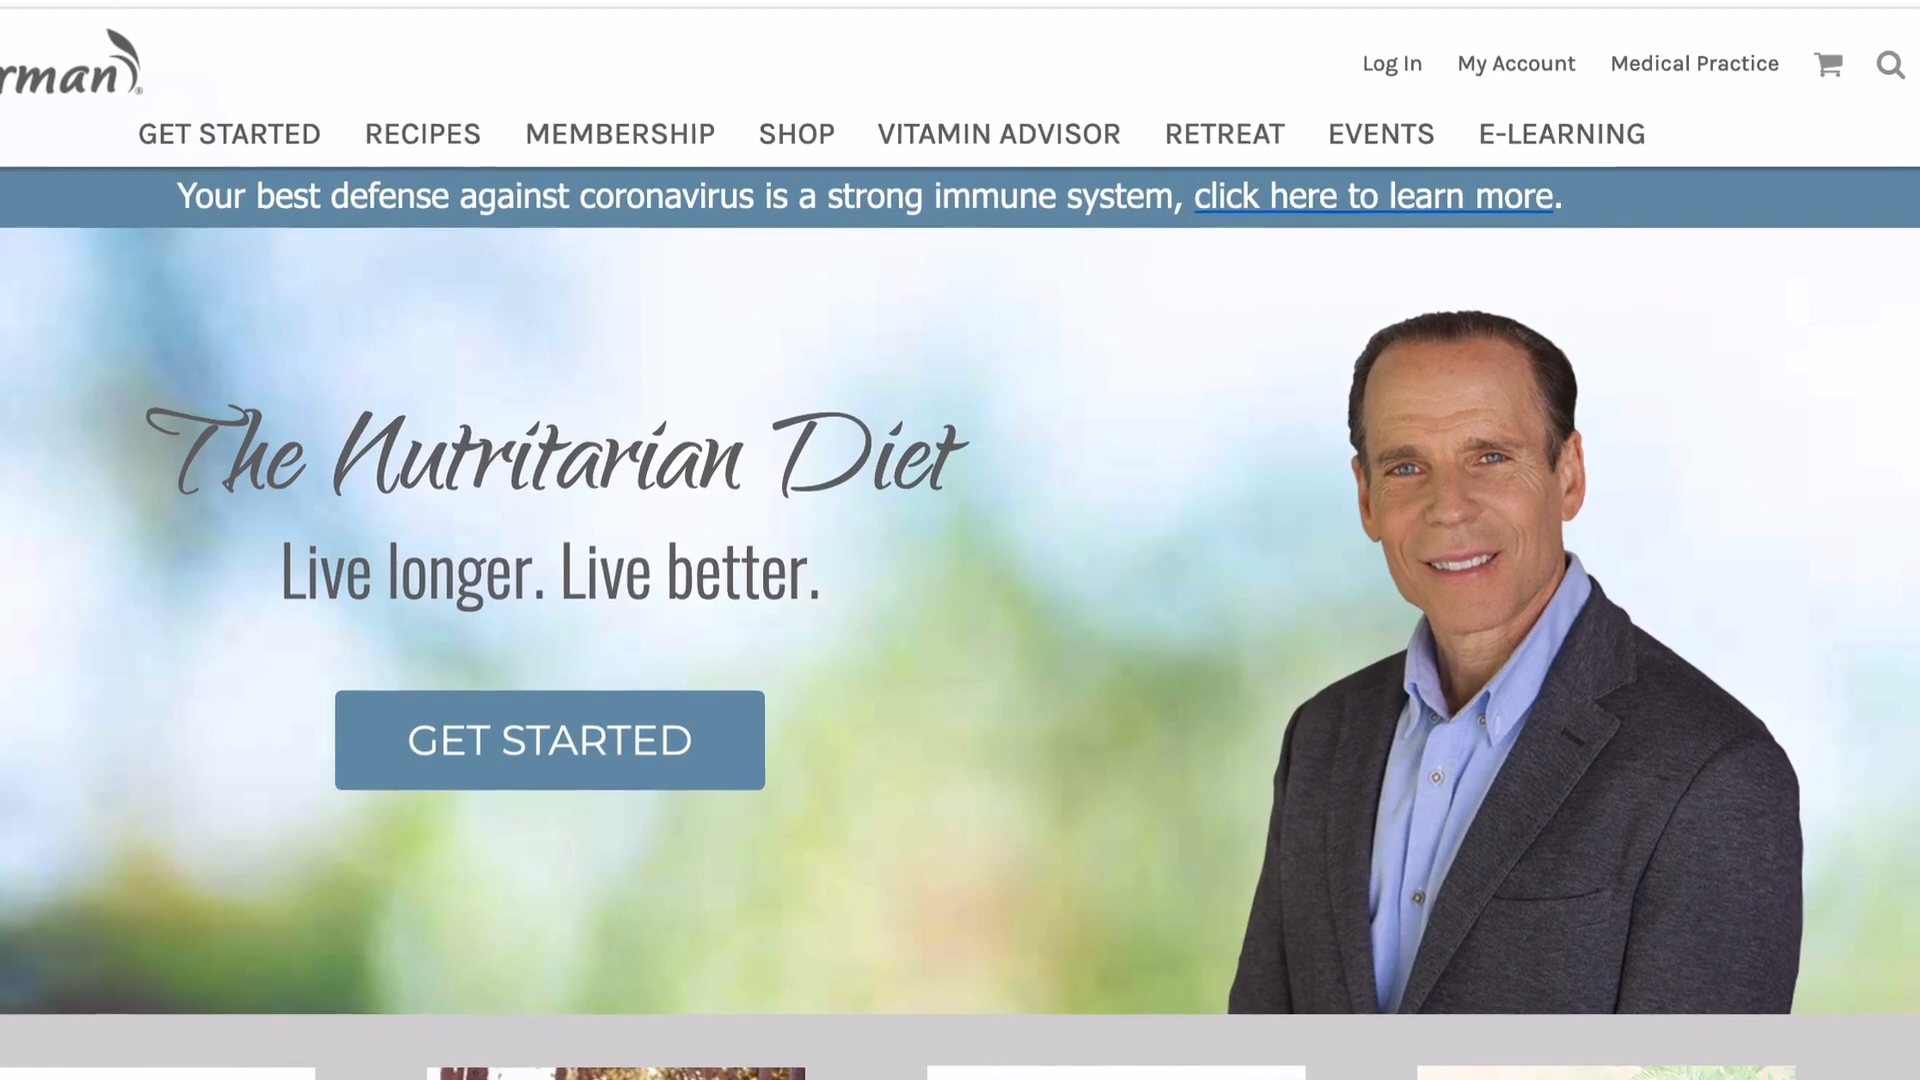 rman
Log In My Account Medical Practice
GET STARTED RECIPES MEMBERSHIP SHOP VITAMIN ADVISOR RETREAT EVENTS E-LEARNING
Your best defense against coronavirus is a strong immune system, click here to learn more.
The Nutritarian Diet
Live longer. Live better.
GET STARTED